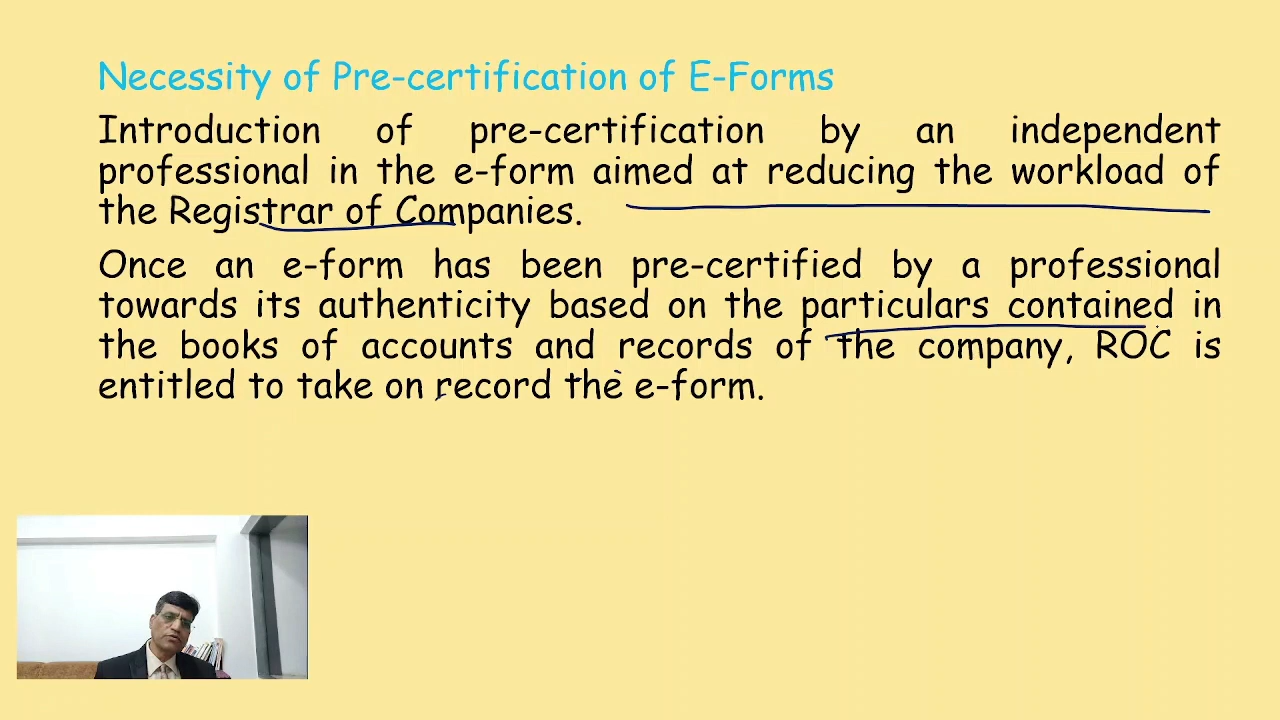 Necessity of Pre-certification of E-Forms
Introduction of pre-certification by an independent
professional in the e-form aimed at reducing the workload of
the Registrar of Companies.
Once an e-form has been pre-certified by a professional
towards its authenticity based on the particulars contained in
the books of accounts and records of the company, ROC is
entitled to take on record the e-form.